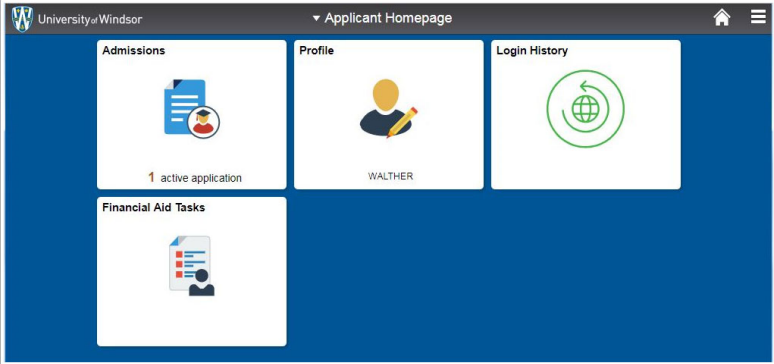 University of Windsor
Applicant Homepage
Admissions
Profile
Login History
1 active application
WALTHER
Financial Aid Tasks